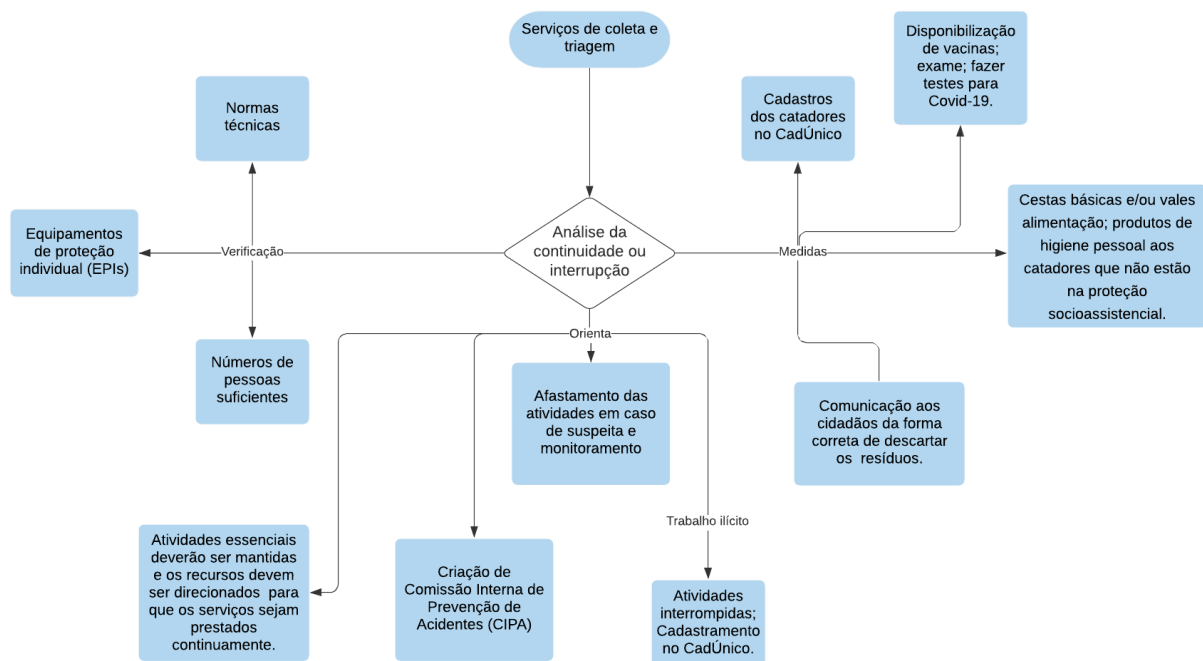 Serviços de coleta e
triagem
Disponibilização
de vacinas;
exame; fazer
testes para
Covid-19.
Normas
técnicas
Cadastros
dos catadores
no CadÚnico
Equipamentos
de proteção
individual (EPIs)
Verificação
Análise da
continuidade ou
interrupção
Medidas
Cestas básicas e/ou vales
alimentação; produtos de
higiene pessoal aos
catadores que não estão
na proteção
socioassistencial.
Números de
pessoas
suficientes
Orienta
Afastamento das
atividades em caso
de suspeita e
monitoramento
Comunicação aos
cidadãos da forma
correta de descartar
os resíduos.
Trabalho ilícito
Atividades essenciais
deverão ser mantidas
e os recursos devem
ser direcionados para
que os serviços sejam
prestados
continuamente.
Criação de
Comissão Interna de
Prevenção de
Acidentes (CIPA)
Atividades
interrompidas;
Cadastramento
no CadÚnico.